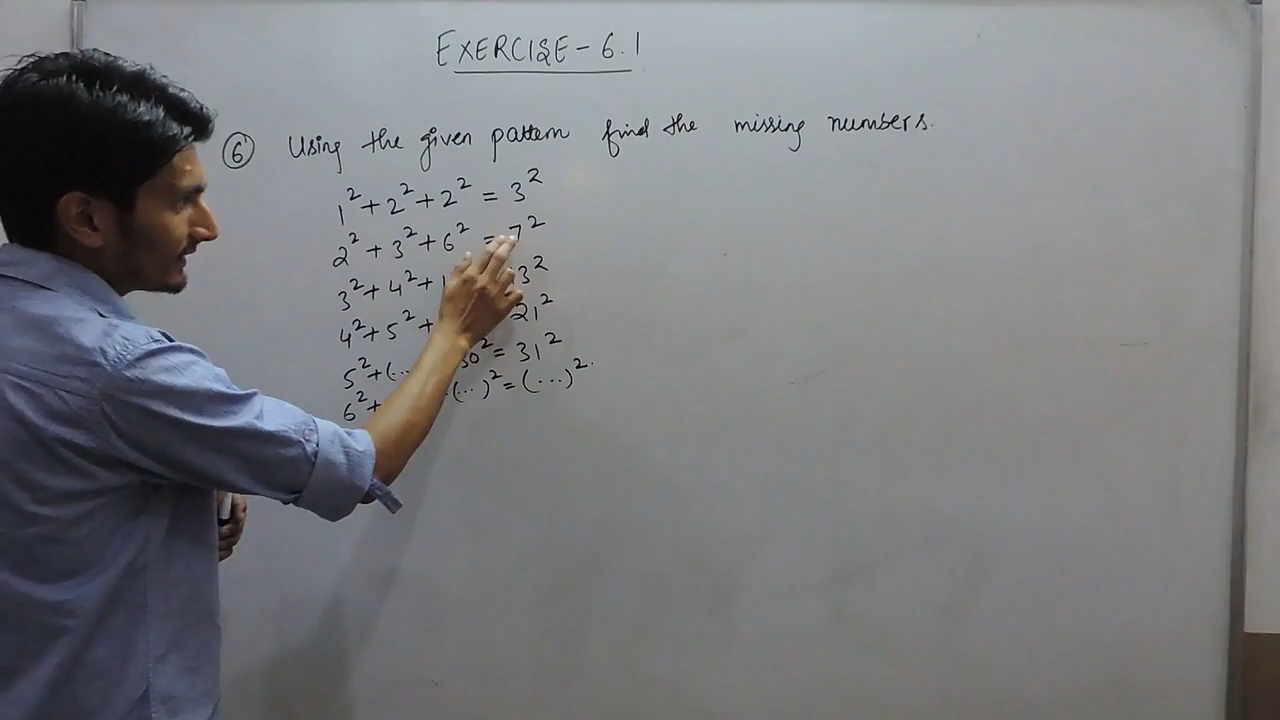 EXERCISE - 6.1
⑥ Using the given pattern find the missing numbers.
1² + 2² + 2² = 3²
2² + 3² + 6² = 7²
3² + 4² + 3²
4² + 5² + 21²
5² + (... 30² = 31²
6² + (...)² = (...)².